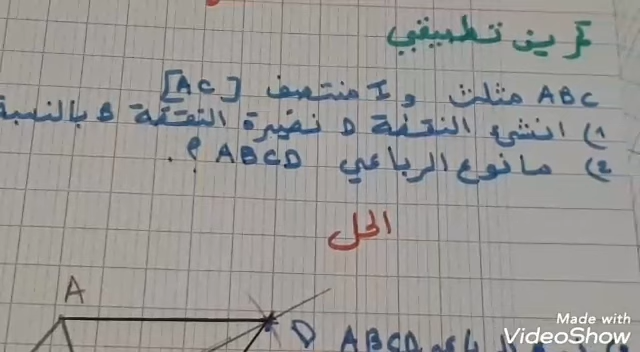 تمرين تطبيقي
ABC مثلث و I منتصف [AC]
1) انشئ النقطة D نظيرة النقطة B بالنسبة
2) ما نوع الرباعي ABCD ؟.
الحل
A
D
ABCD
Made with
VideoShow